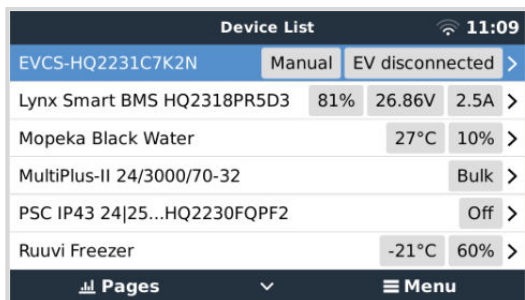 Device List 11:09
EVCS-HQ2231C7K2N Manual EV disconnected
Lynx Smart BMS HQ2318PR5D3 81% 26.86V 2.5A
Mopeka Black Water 27°C 10%
MultiPlus-II 24/3000/70-32 Bulk
PSC IP43 24|25...HQ2230FQPF2 Off
Ruuvi Freezer -21°C 60%
Pages Menu